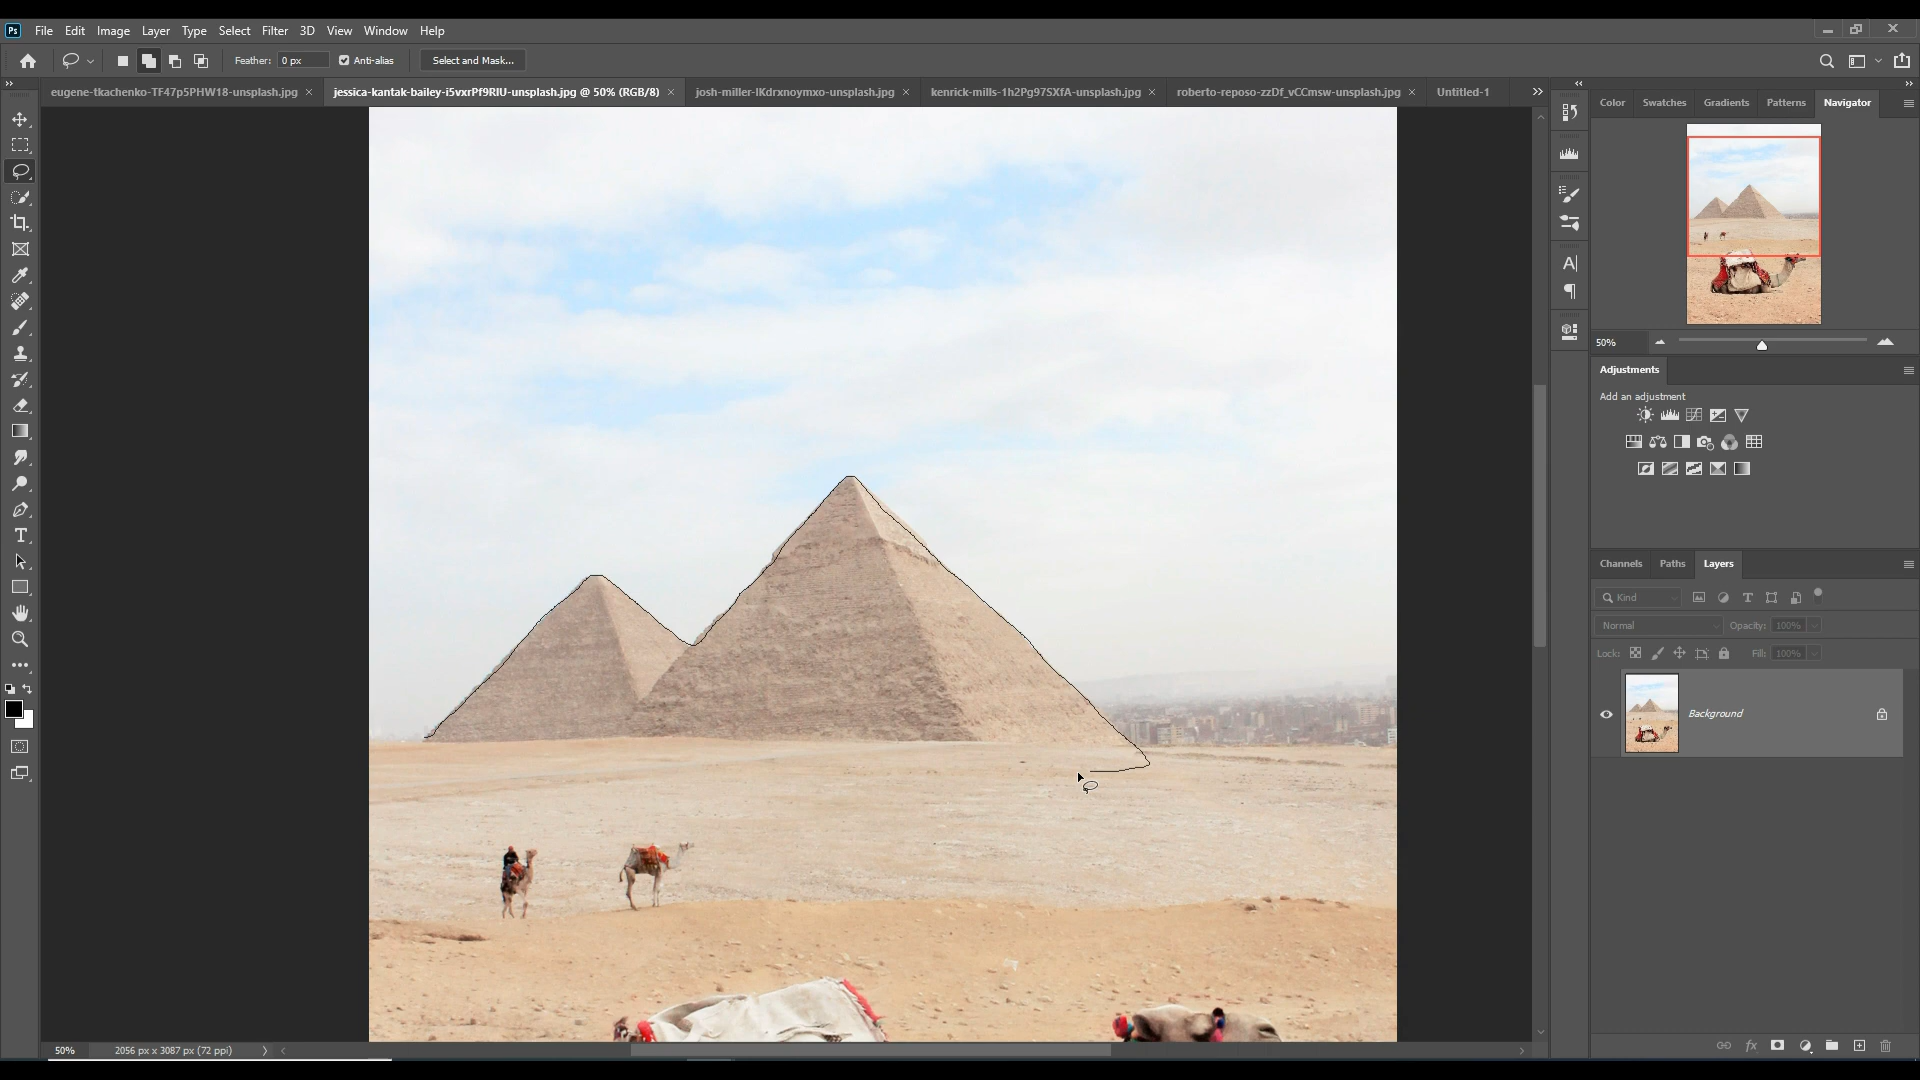 Ps File Edit Image Layer Type Select Filter 3D View Window Help
Feather: 0 px Anti-alias Select and Mask...
eugene-tkachenko-TF47p5PHW18-unsplash.jpg × jessica-kantak-bailey-i5vxrPf9RIU-unsplash.jpg @ 50% (RGB/8) × josh-miller-IKdrxnoymxo-unsplash.jpg × kenrick-mills-1h2Pg97SXfA-unsplash.jpg × roberto-reposo-zzDf_vCCmsw-unsplash.jpg × Untitled-1
Color Swatches Gradients Patterns Navigator
50%
Adjustments
Add an adjustment
Channels Paths Layers
Kind
Normal Opacity: 100%
Lock: Fill: 100%
Background
50% 2056 px x 3087 px (72 ppi)